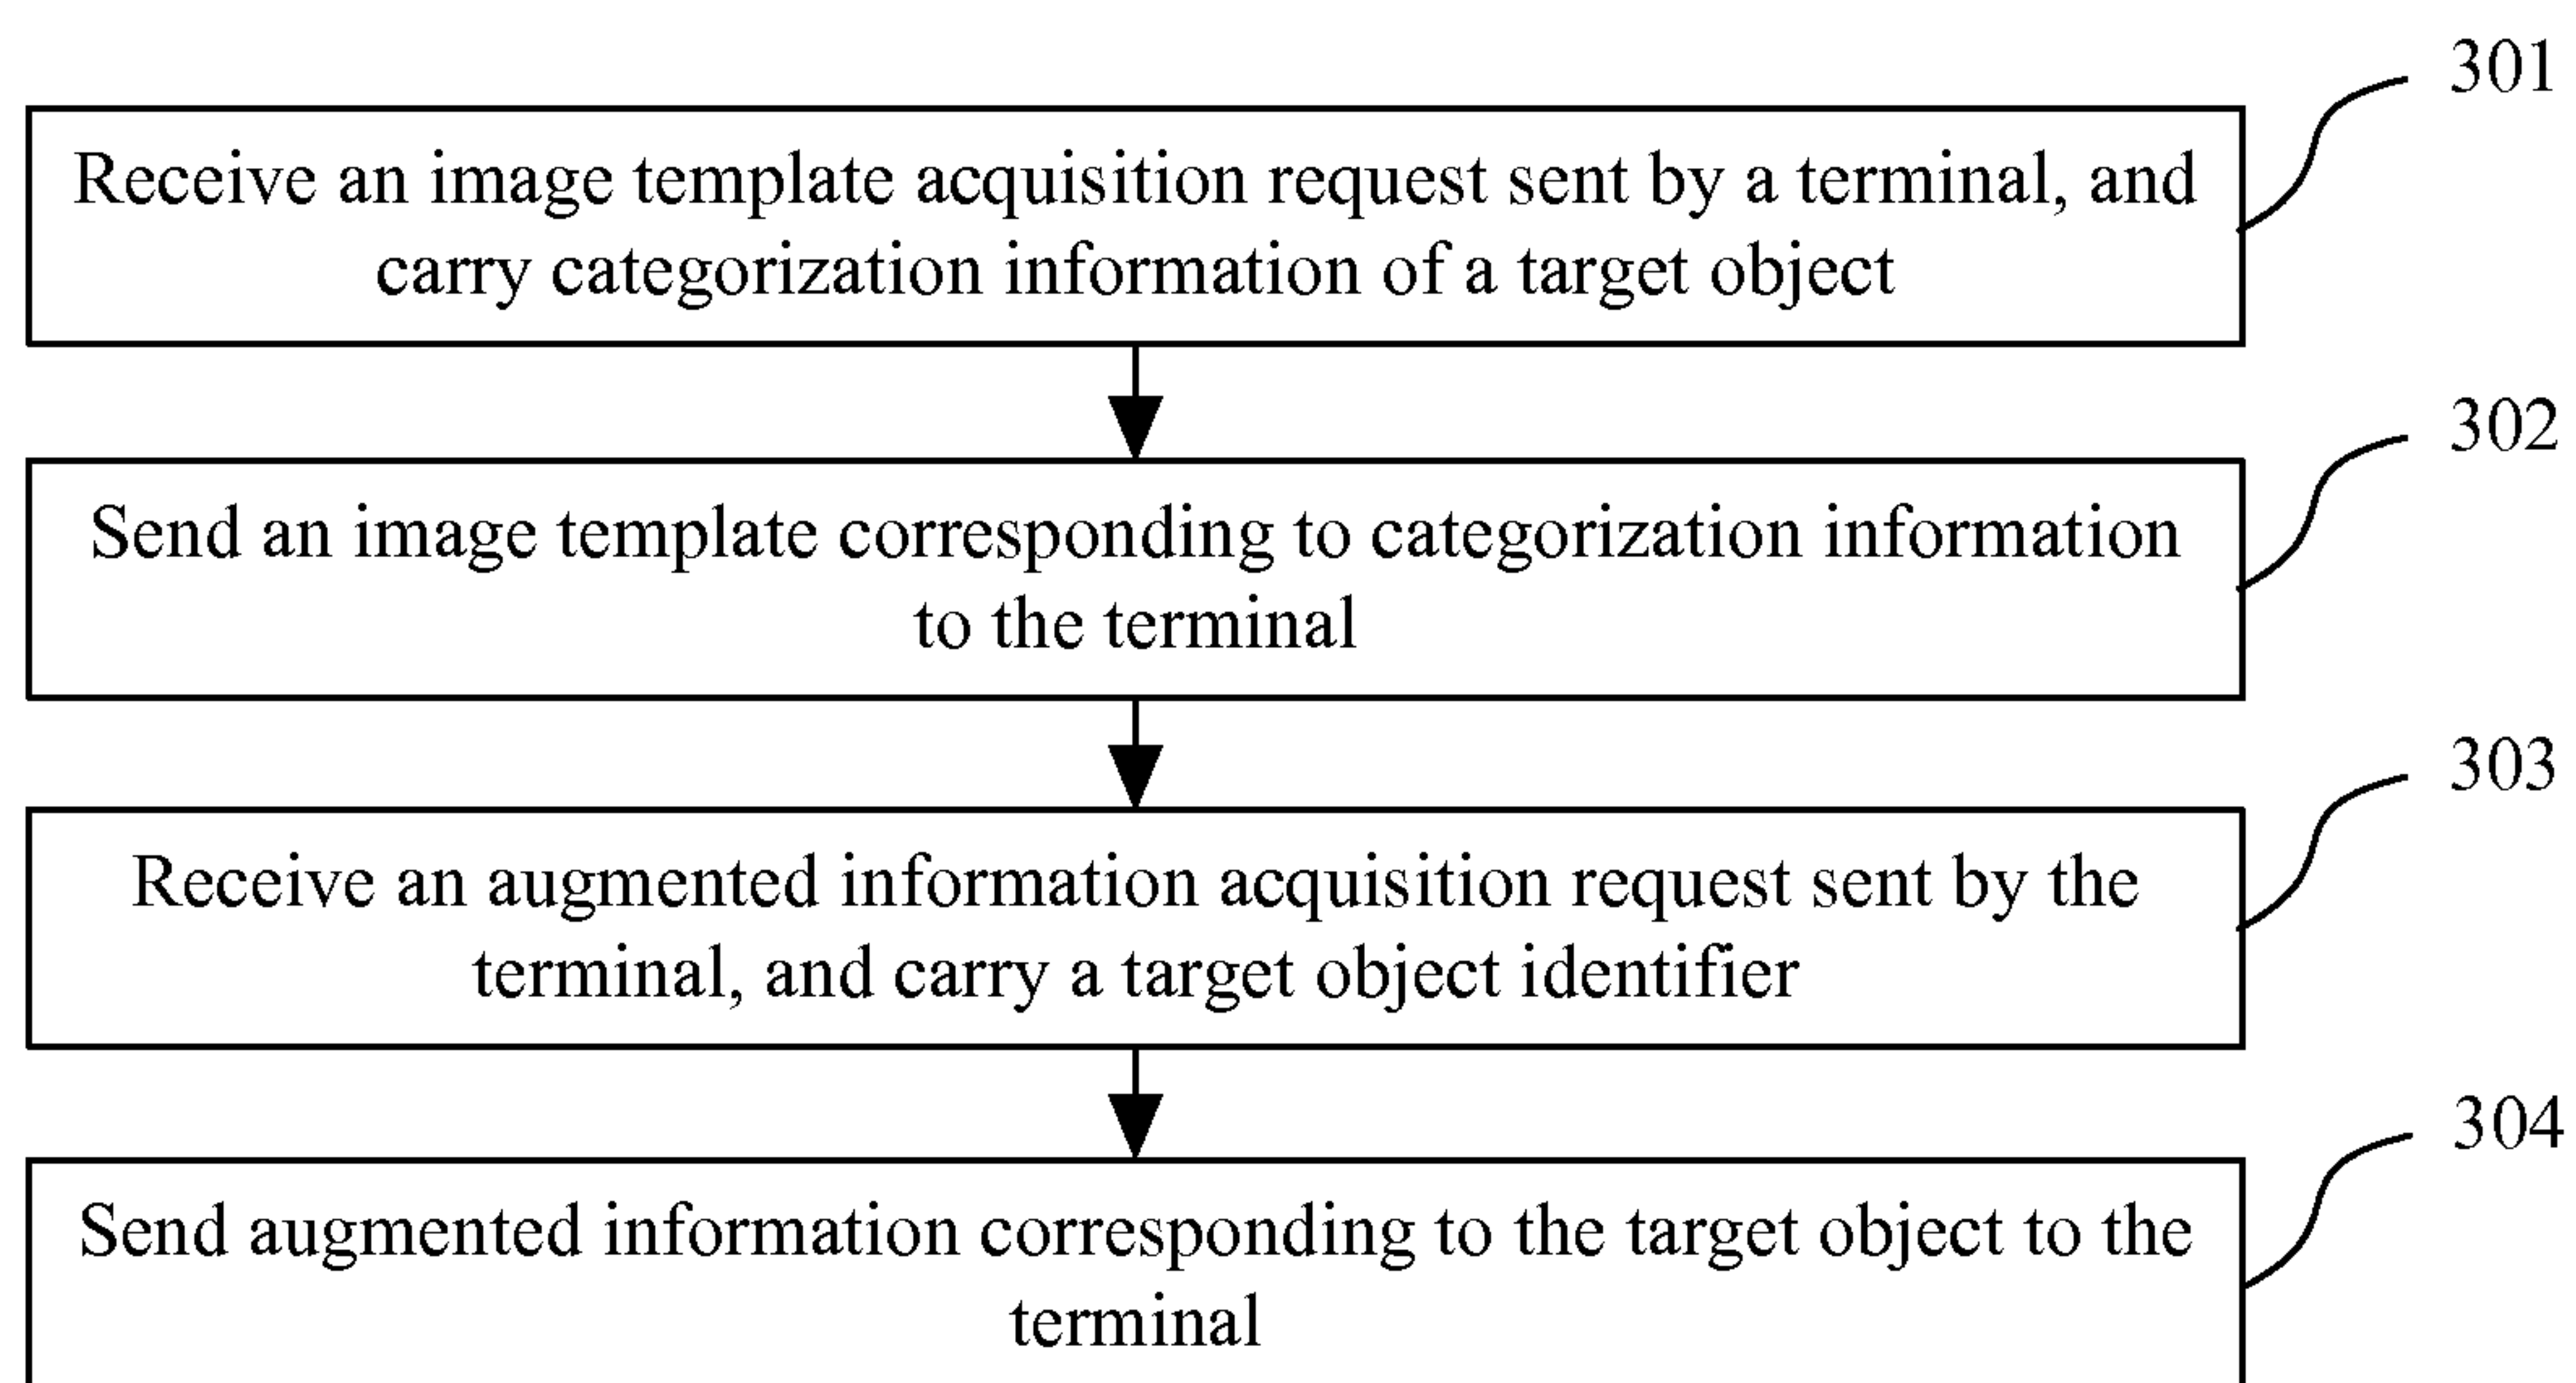 301
Receive an image template acquisition request sent by a terminal, and
carry categorization information of a target object
302
Send an image template corresponding to categorization information
to the terminal
303
Receive an augmented information acquisition request sent by the
terminal, and carry a target object identifier
304
Send augmented information corresponding to the target object to the
terminal